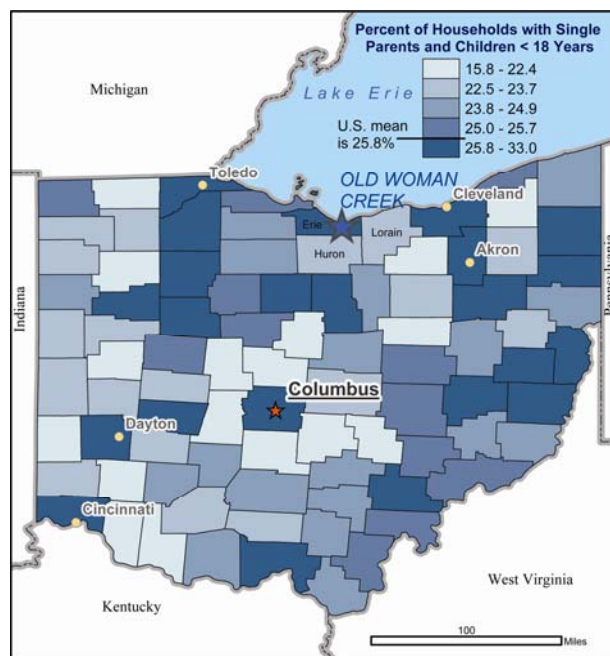 Percent of Households with Single
Parents and Children < 18 Years
15.8 - 22.4
22.5 - 23.7
23.8 - 24.9
25.0 - 25.7
25.8 - 33.0
U.S. mean
is 25.8%
Michigan
Lake Erie
Toledo
OLD WOMAN
CREEK
Cleveland
Erie
Lorain
Huron
Akron
Indiana
Pennsylvania
Columbus
Dayton
Cincinnati
West Virginia
Kentucky
100
Miles